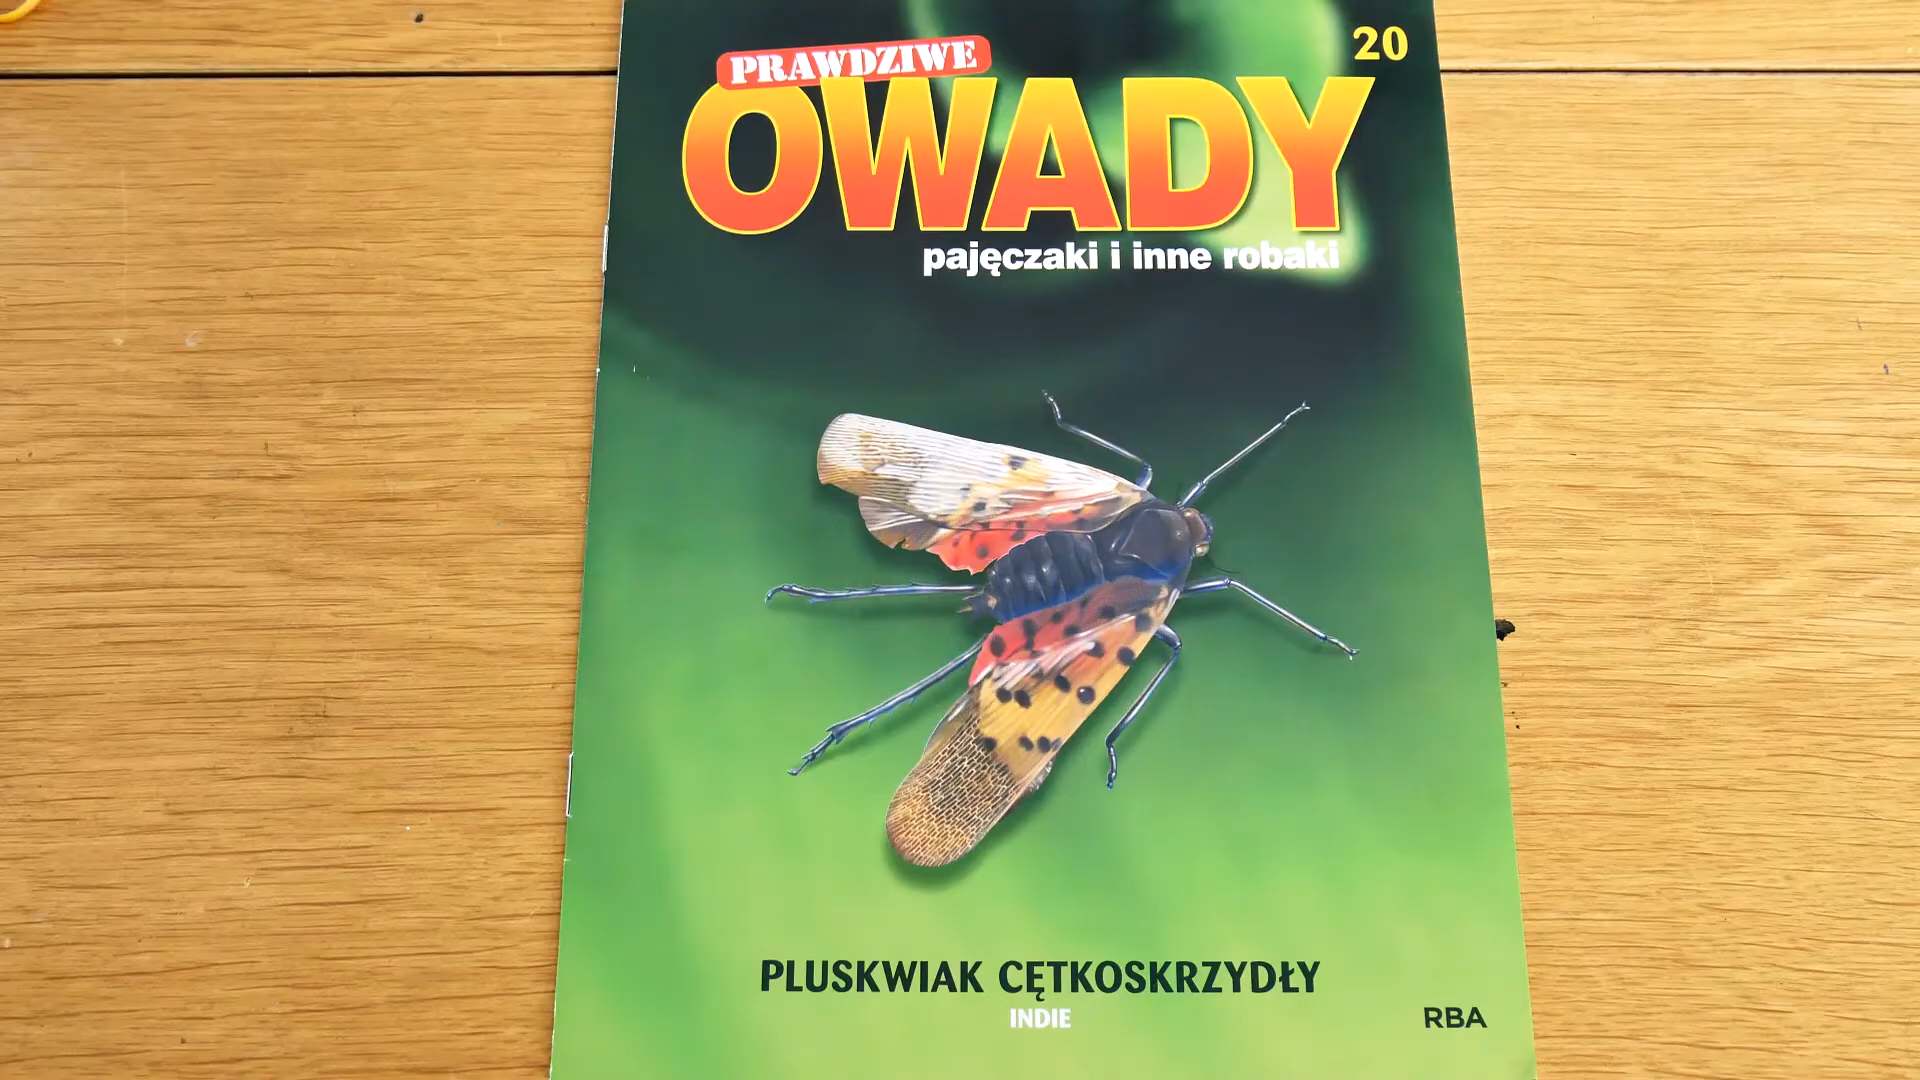 20
PRAWDZIWE
OWADY
pajęczaki i inne robaki
PLUSKWIAK CĘTKOSKRZYDŁY
INDIE
RBA